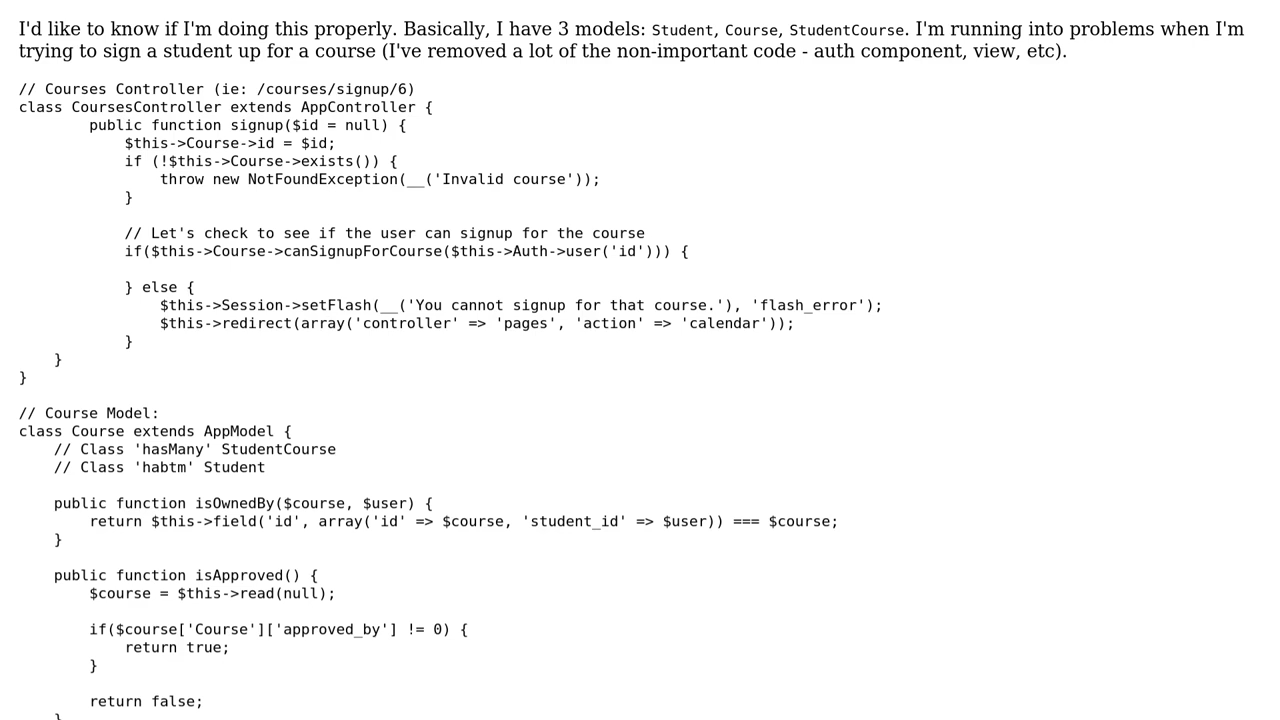 I'd like to know if I'm doing this properly. Basically, I have 3 models: Student, Course, StudentCourse. I'm running into problems when I'm
trying to sign a student up for a course (I've removed a lot of the non-important code - auth component, view, etc).
// Courses Controller (ie: /courses/signup/6)
class CoursesController extends AppController {
        public function signup($id = null) {
            $this->Course->id = $id;
            if (!$this->Course->exists()) {
                throw new NotFoundException(__('Invalid course'));
            }
            // Let's check to see if the user can signup for the course
            if($this->Course->canSignupForCourse($this->Auth->user('id'))) {
            } else {
                $this->Session->setFlash(__('You cannot signup for that course.'), 'flash_error');
                $this->redirect(array('controller' => 'pages', 'action' => 'calendar'));
            }
    }
}
// Course Model:
class Course extends AppModel {
    // Class 'hasMany' StudentCourse
    // Class 'habtm' Student
    public function isOwnedBy($course, $user) {
        return $this->field('id', array('id' => $course, 'student_id' => $user)) === $course;
    }
    public function isApproved() {
        $course = $this->read(null);
        if($course['Course']['approved_by'] != 0) {
            return true;
        }
        return false;
    }